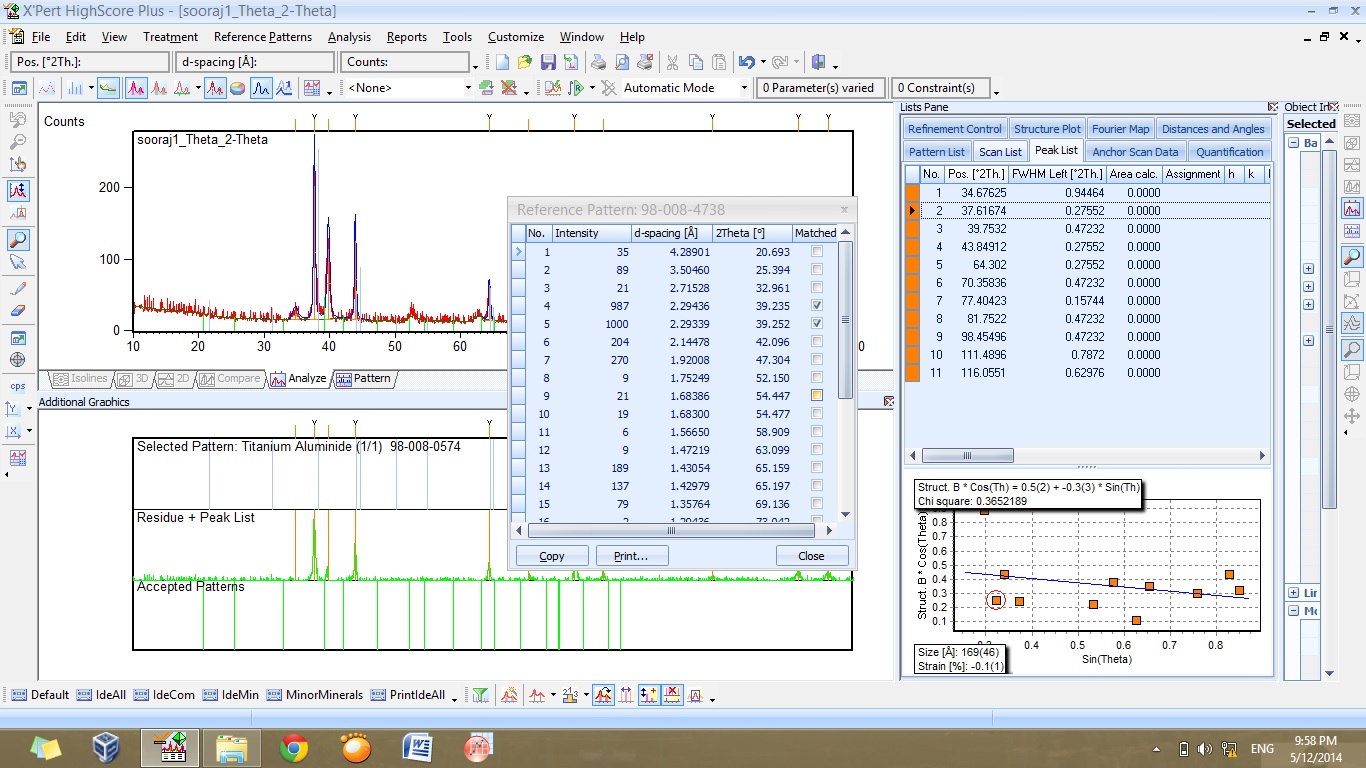 X'Pert HighScore Plus - [sooraj1_Theta_2-Theta]
File Edit View Treatment Reference Patterns Analysis Reports Tools Customize Window Help
Pos. [°2Th.]: d-spacing [Å]: Counts:
<None> Automatic Mode 0 Parameter(s) varied 0 Constraint(s)
Counts
sooraj1_Theta_2-Theta
200
100
0
10 20 30 40 50 60 0
Isolines 3D 2D Compare Analyze Pattern
Additional Graphics
Selected Pattern: Titanium Aluminide (1/1) 98-008-0574
Residue + Peak List
Accepted Patterns
Reference Pattern: 98-008-4738
No. Intensity d-spacing [Å] 2Theta [°] Matched
1 35 4.28901 20.693
2 89 3.50460 25.394
3 21 2.71528 32.961
4 987 2.29436 39.235
5 1000 2.29339 39.252
6 204 2.14478 42.096
7 270 1.92008 47.304
8 9 1.75249 52.150
9 21 1.68386 54.447
10 19 1.68300 54.477
11 6 1.56650 58.909
12 9 1.47219 63.099
13 189 1.43054 65.159
14 137 1.42979 65.197
15 79 1.35764 69.136
16 2 1.29436 73.042
Copy Print... Close
Lists Pane
Refinement Control Structure Plot Fourier Map Distances and Angles
Pattern List Scan List Peak List Anchor Scan Data Quantification
No. Pos. [°2Th.] FWHM Left [°2Th.] Area calc. Assignment h k
1 34.67625 0.94464 0.0000
2 37.61674 0.27552 0.0000
3 39.7532 0.47232 0.0000
4 43.84912 0.27552 0.0000
5 64.302 0.27552 0.0000
6 70.35836 0.47232 0.0000
7 77.40423 0.15744 0.0000
8 81.7522 0.47232 0.0000
9 98.45496 0.47232 0.0000
10 111.4896 0.7872 0.0000
11 116.0551 0.62976 0.0000
Struct. B * Cos(Th) = 0.5(2) + -0.3(3) * Sin(Th)
Chi square: 0.3652189
Struct. B * Cos(Theta)
0.9
0.8
0.7
0.6
0.5
0.4
0.3
0.2
0.1
0.3 0.4 0.5 0.6 0.7 0.8
Sin(Theta)
Size [Å]: 169(46)
Strain [%]: -0.1(1)
Object In
Selected
Ba
Lir
Mc
cps
Default IdeAll IdeCom IdeMin MinorMinerals PrintIdeAll
ENG
9:58 PM
5/12/2014